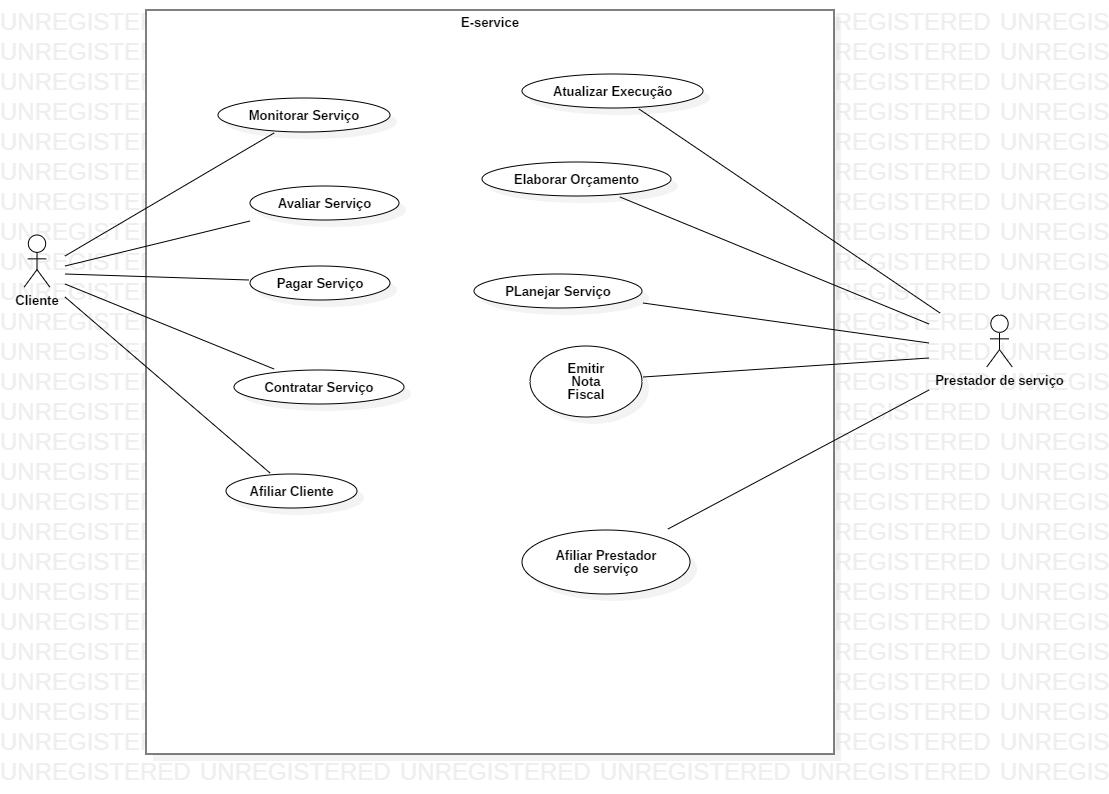 E-service
Monitorar Serviço
Avaliar Serviço
Pagar Serviço
Contratar Serviço
Afiliar Cliente
Cliente
Atualizar Execução
Elaborar Orçamento
PLanejar Serviço
Emitir
Nota
Fiscal
Afiliar Prestador
de serviço
Prestador de serviço
UNREGISTERED UNREGISTERED UNREGISTERED UNREGISTERED UNREGISTERED UNREGIS